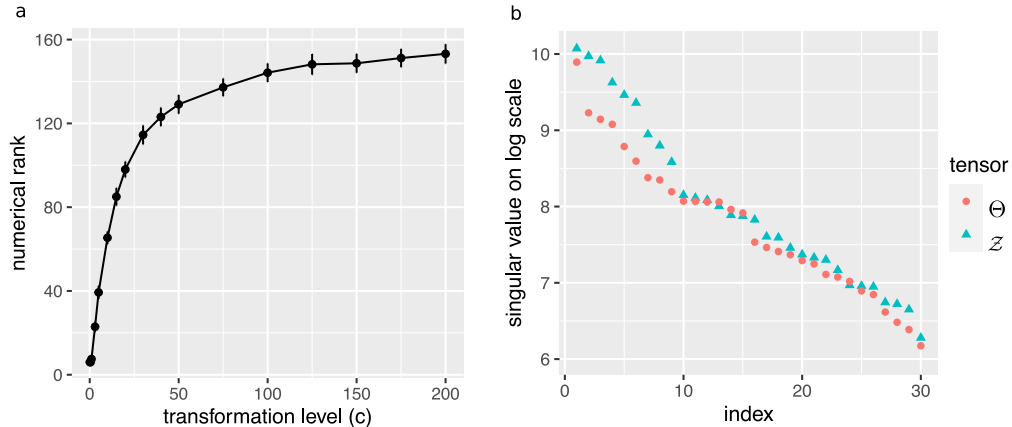 a
numerical rank
160
120
80
40
0
0 50 100 150 200
transformation level (c)
b
singular value on log scale
10
9
8
7
6
0 10 20 30
index
tensor
Θ
𝒵